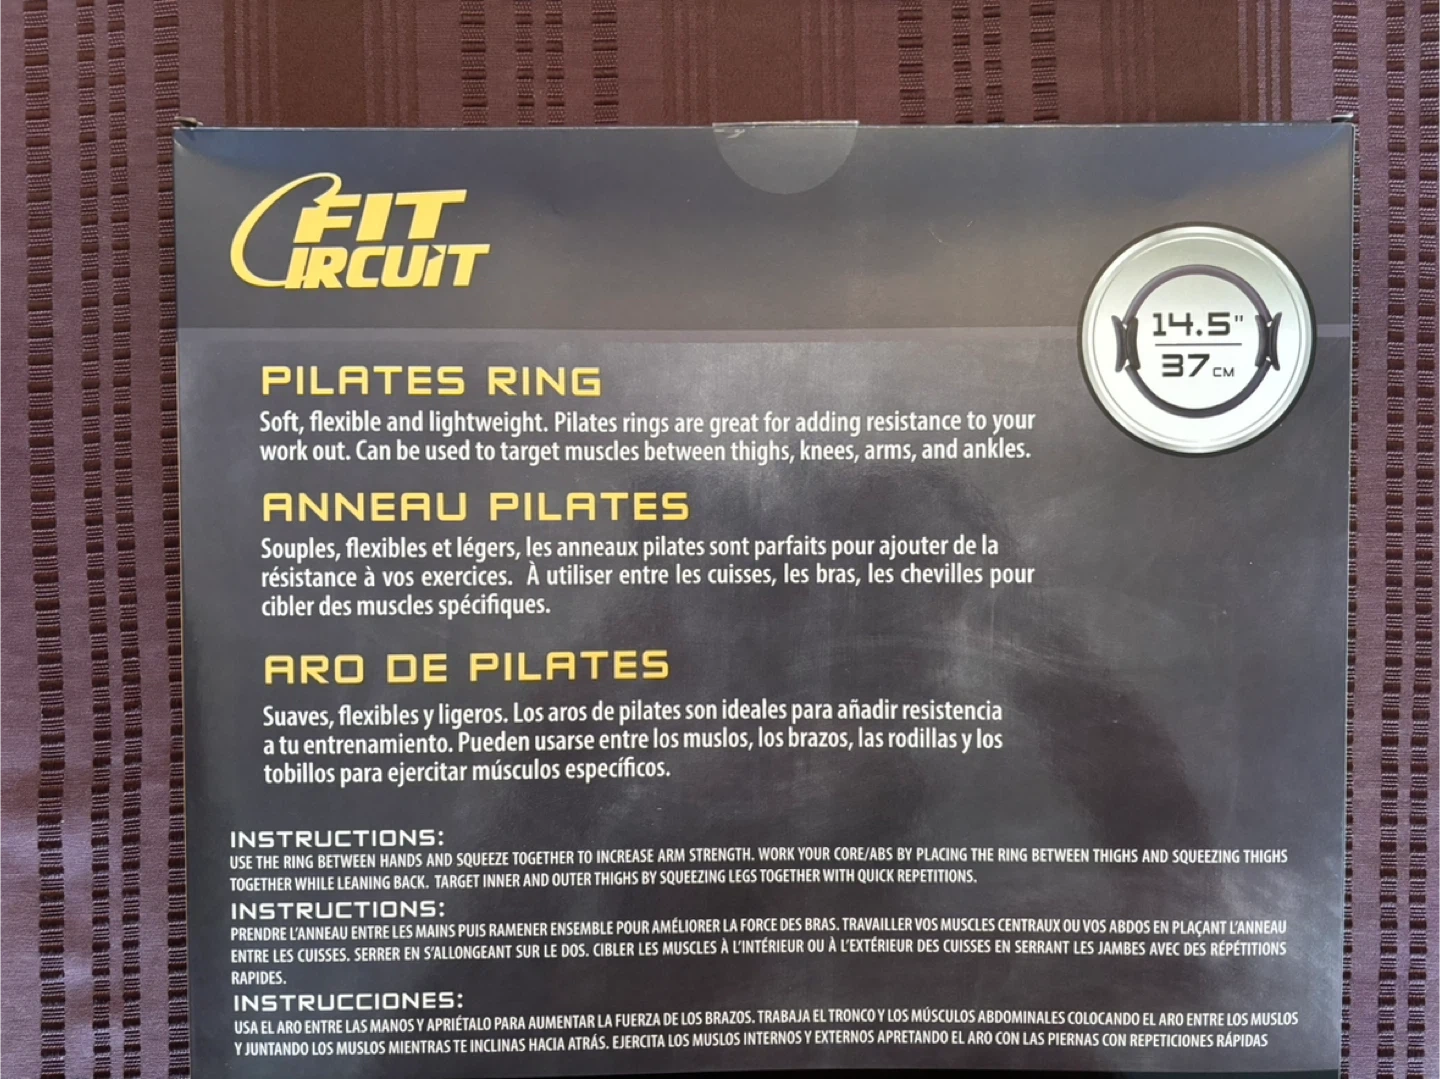 FIT
CIRCUIT
14.5"
37 CM
PILATES RING
Soft, flexible and lightweight. Pilates rings are great for adding resistance to your
work out. Can be used to target muscles between thighs, knees, arms, and ankles.
ANNEAU PILATES
Souples, flexibles et légers, les anneaux pilates sont parfaits pour ajouter de la
résistance à vos exercices. À utiliser entre les cuisses, les bras, les chevilles pour
cibler des muscles spécifiques.
ARO DE PILATES
Suaves, flexibles y ligeros. Los aros de pilates son ideales para añadir resistencia
a tu entrenamiento. Pueden usarse entre los muslos, los brazos, las rodillas y los
tobillos para ejercitar músculos específicos.
INSTRUCTIONS:
USE THE RING BETWEEN HANDS AND SQUEEZE TOGETHER TO INCREASE ARM STRENGTH. WORK YOUR CORE/ABS BY PLACING THE RING BETWEEN THIGHS AND SQUEEZING THIGHS
TOGETHER WHILE LEANING BACK. TARGET INNER AND OUTER THIGHS BY SQUEEZING LEGS TOGETHER WITH QUICK REPETITIONS.
INSTRUCTIONS:
PRENDRE L'ANNEAU ENTRE LES MAINS PUIS RAMENER ENSEMBLE POUR AMÉLIORER LA FORCE DES BRAS. TRAVAILLER VOS MUSCLES CENTRAUX OU VOS ABDOS EN PLAÇANT L'ANNEAU
ENTRE LES CUISSES. SERRER EN S'ALLONGEANT SUR LE DOS. CIBLER LES MUSCLES À L'INTÉRIEUR OU À L'EXTÉRIEUR DES CUISSES EN SERRANT LES JAMBES AVEC DES RÉPÉTITIONS
RAPIDES.
INSTRUCCIONES:
USA EL ARO ENTRE LAS MANOS Y APRIÉTALO PARA AUMENTAR LA FUERZA DE LOS BRAZOS. TRABAJA EL TRONCO Y LOS MÚSCULOS ABDOMINALES COLOCANDO EL ARO ENTRE LOS MUSLOS
Y JUNTANDO LOS MUSLOS MIENTRAS TE INCLINAS HACIA ATRÁS. EJERCITA LOS MUSLOS INTERNOS Y EXTERNOS APRETANDO EL ARO CON LAS PIERNAS CON REPETICIONES RÁPIDAS